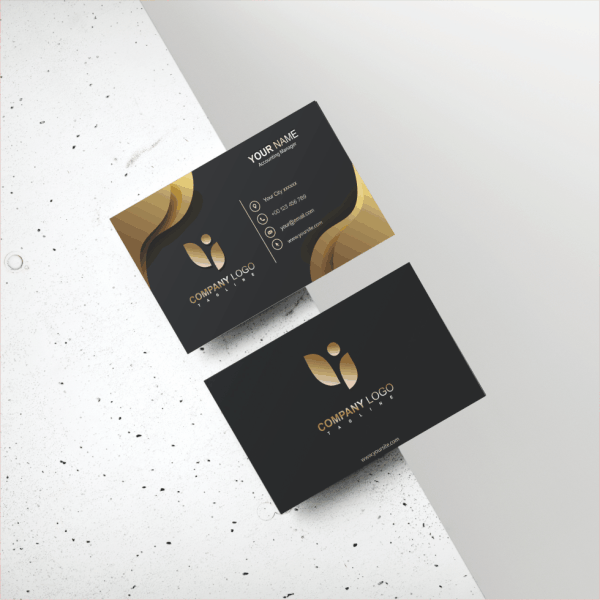 YOUR NAME
Accounting Manager
Your City xxxxxx
+00 123 456 789
your@email.com
www.yoursite.com
COMPANY LOGO
TAGLINE
COMPANY LOGO
TAGLINE
www.yoursite.com